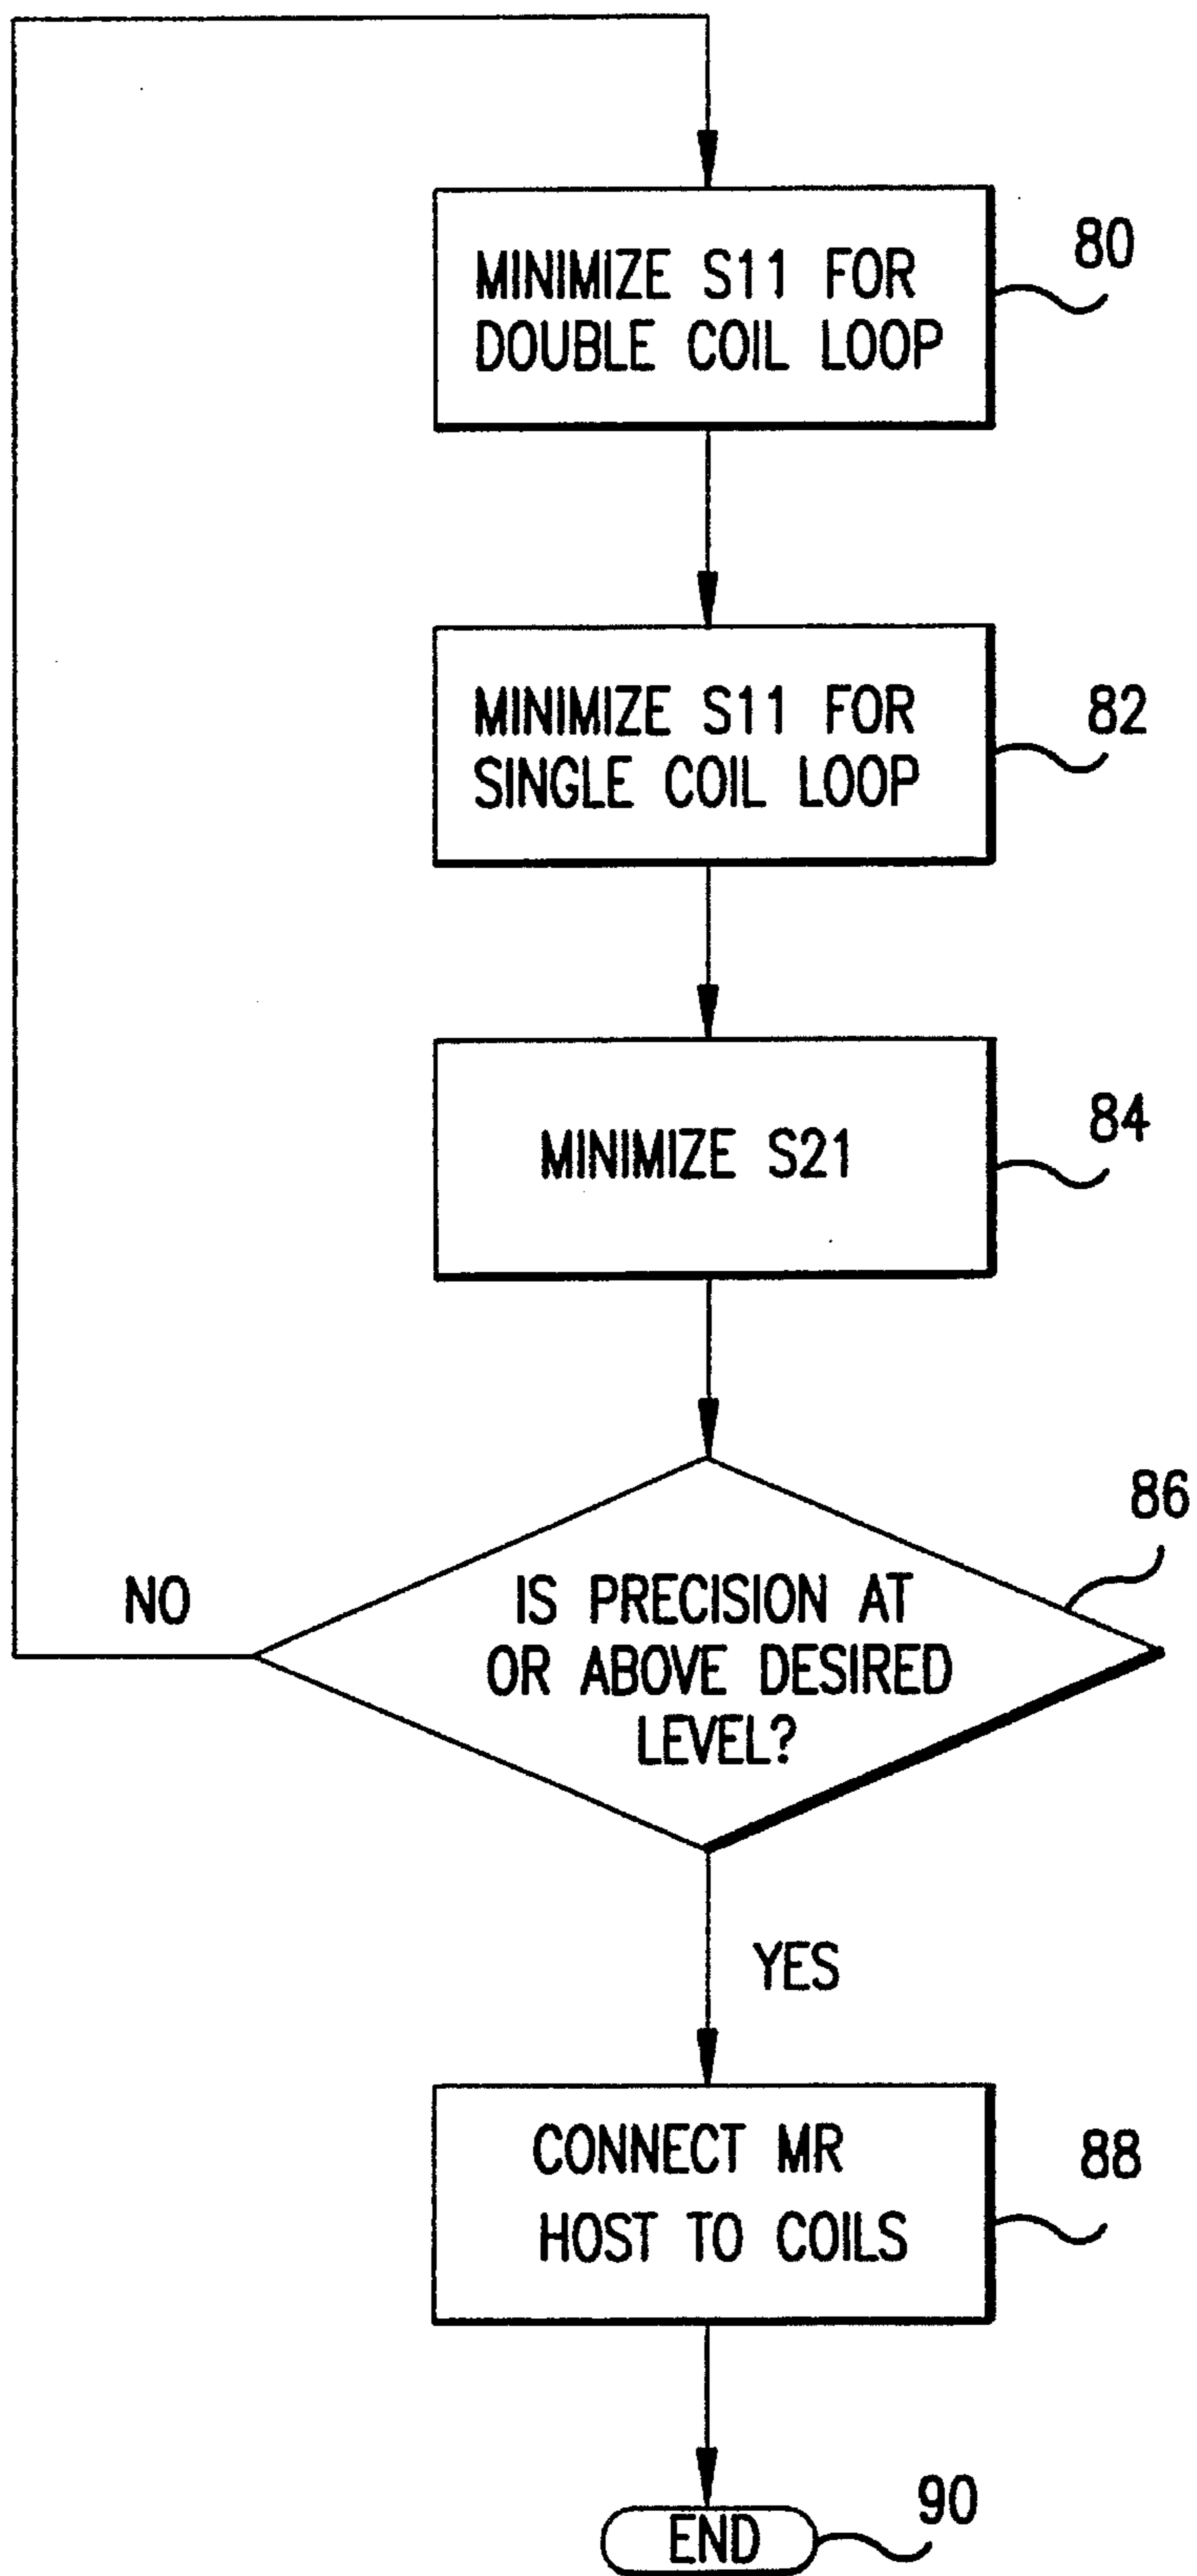 MINIMIZE S11 FOR
DOUBLE COIL LOOP
80
MINIMIZE S11 FOR
SINGLE COIL LOOP
82
MINIMIZE S21
84
IS PRECISION AT
OR ABOVE DESIRED
LEVEL?
86
NO
YES
CONNECT MR
HOST TO COILS
88
END
90